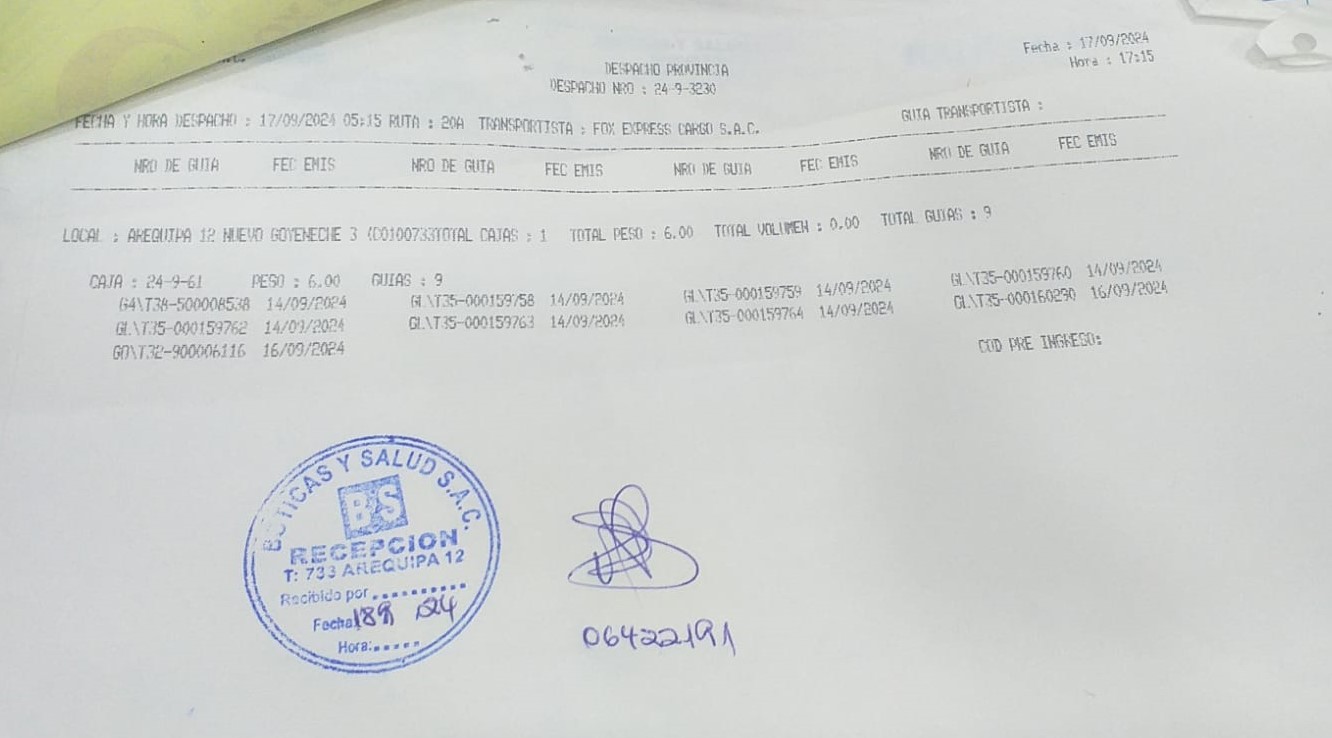 Fecha : 17/09/2024
Hora : 17:15
DESPACHO PROVINCIA
DESPACHO NRO : 24-9-3230
FECHA Y HORA DESPACHO : 17/09/2024 05:15 RUTA : 20A TRANSPORTISTA : FOX EXPRESS CARGO S.A.C. GUIA TRANSPORTISTA :
NRO DE GUIA FEC EMIS NRO DE GUIA FEC EMIS NRO DE GUIA FEC EMIS NRO DE GUIA FEC EMIS
LOCAL : AREQUIPA 12 NUEVO GOYENECHE 3 (C0100733TOTAL CAJAS : 1 TOTAL PESO : 6.00 TOTAL VOLUMEN : 0.00 TOTAL GUIAS : 9
CAJA : 24-9-61 PESO : 6.00 GUIAS : 9
G4\T38-500008538 14/09/2024 GL\T35-000159758 14/09/2024 GL\T35-000159759 14/09/2024 GL\T35-000159760 14/09/2024
GL\T35-000159762 14/09/2024 GL\T35-000159763 14/09/2024 GL\T35-000159764 14/09/2024 GL\T35-000160290 16/09/2024
GO\T32-900006116 16/09/2024
COD PRE INGRESO:
BOTICAS Y SALUD S.A.C.
BS
RECEPCION
T: 733 AREQUIPA 12
Recibido por ..........
Fecha 189 24
Hora:.....
06422191